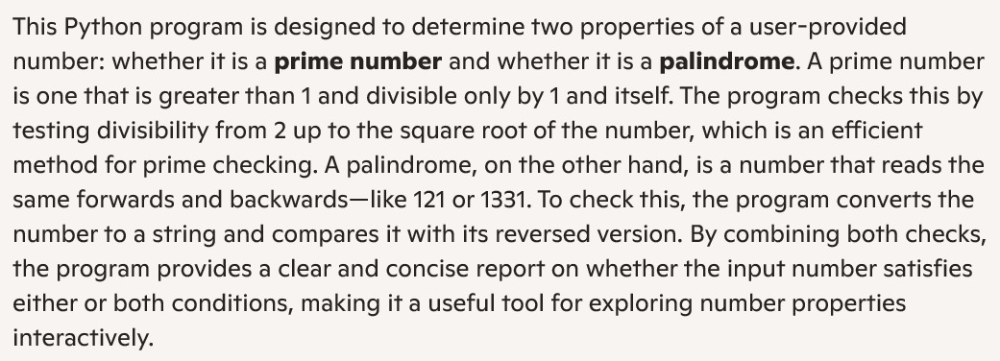 This Python program is designed to determine two properties of a user-provided
number: whether it is a prime number and whether it is a palindrome. A prime number
is one that is greater than 1 and divisible only by 1 and itself. The program checks this by
testing divisibility from 2 up to the square root of the number, which is an efficient
method for prime checking. A palindrome, on the other hand, is a number that reads the
same forwards and backwards—like 121 or 1331. To check this, the program converts the
number to a string and compares it with its reversed version. By combining both checks,
the program provides a clear and concise report on whether the input number satisfies
either or both conditions, making it a useful tool for exploring number properties
interactively.